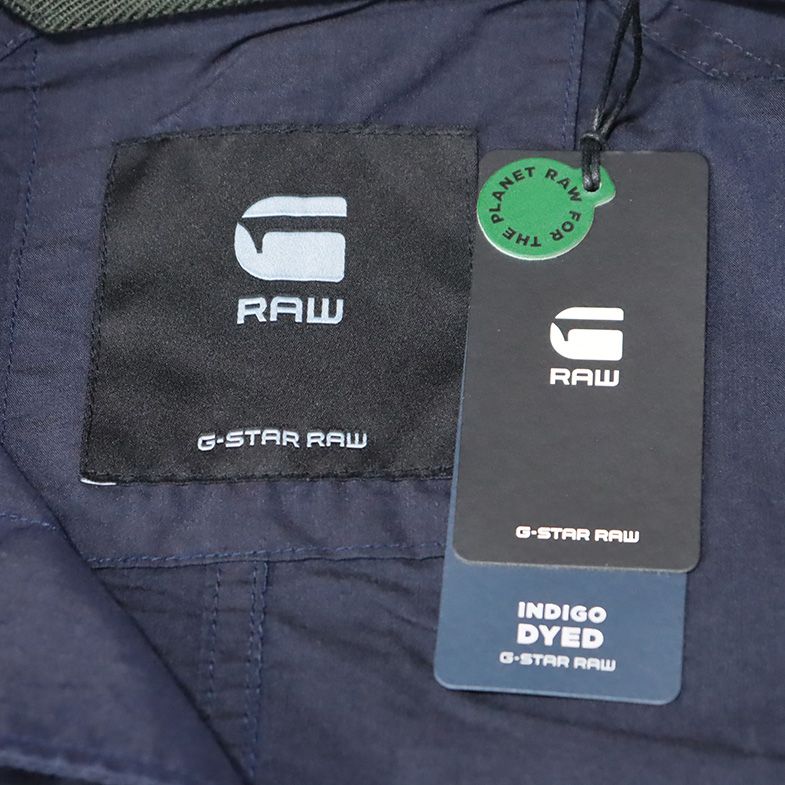 G
RAW
G-STAR RAW
RAW FOR THE PLANET
G
RAW
G-STAR RAW
INDIGO
DYED
G-STAR RAW